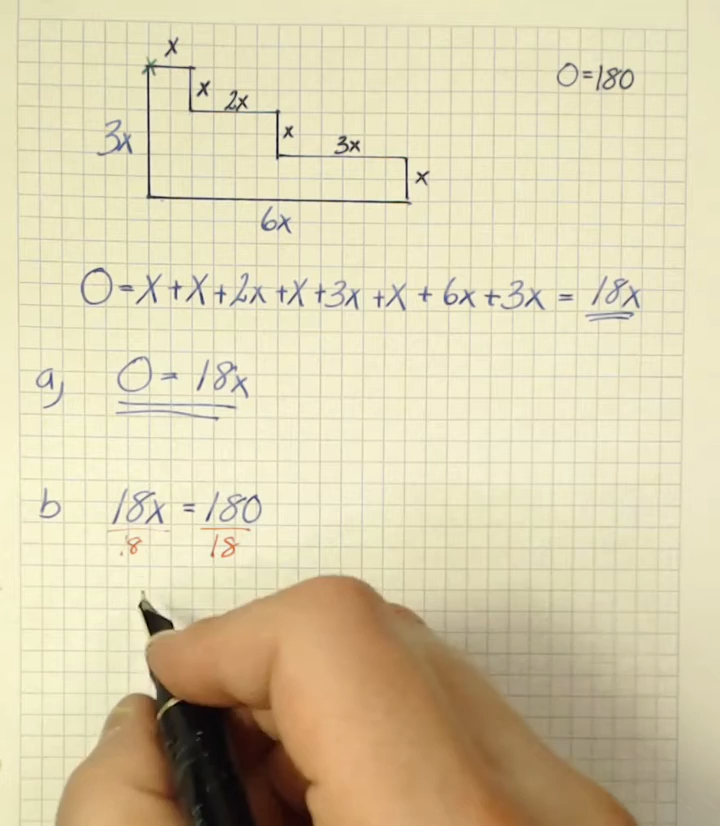 x
O=180
x
2x
3x
x
3x
x
6x
O=x+x+2x+x+3x+x+6x+3x = 18x
a) O = 18x
b 18x = 180
18 18